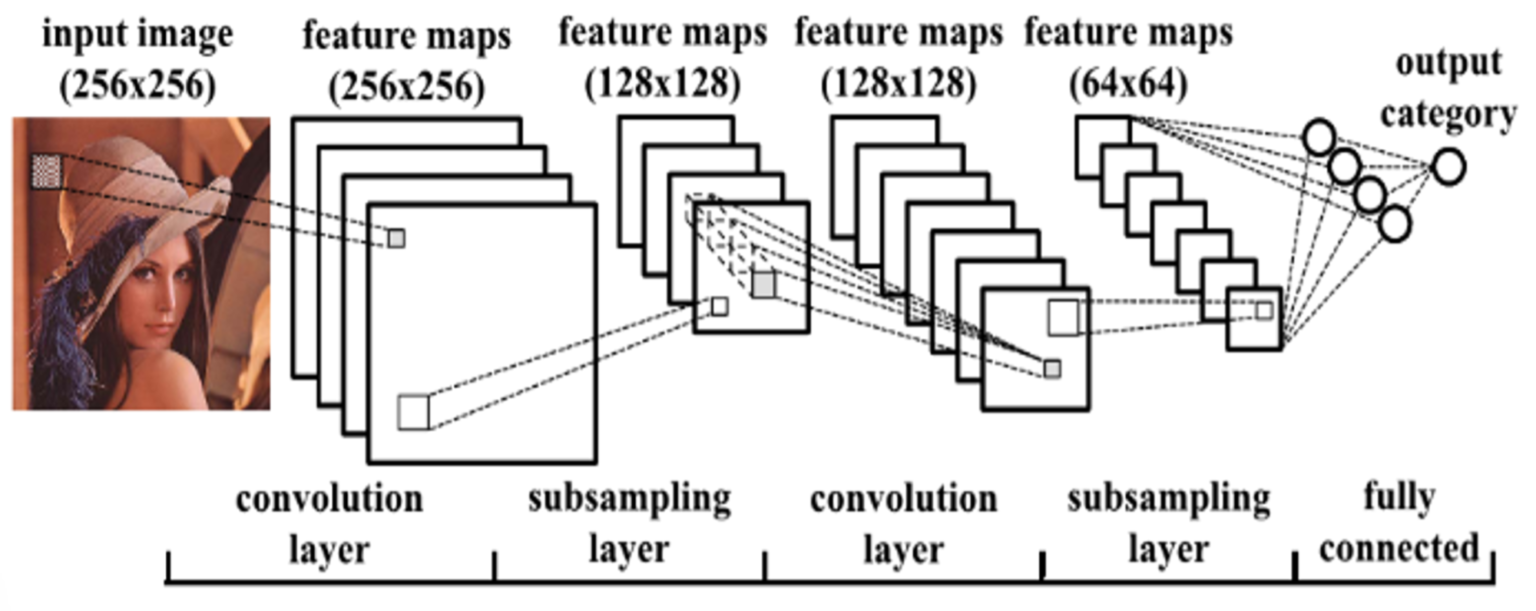 input image
(256x256)
feature maps
(256x256)
feature maps
(128x128)
feature maps
(128x128)
feature maps
(64x64)
output
category
convolution
layer
subsampling
layer
convolution
layer
subsampling
layer
fully
connected